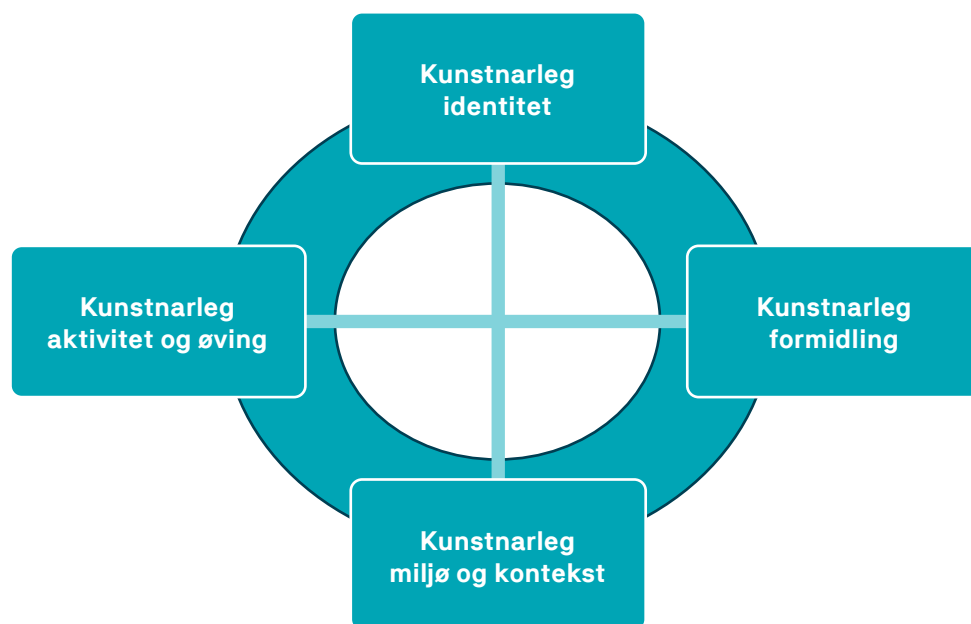 Kunstnarleg
identitet
Kunstnarleg
aktivitet og øving
Kunstnarleg
formidling
Kunstnarleg
miljø og kontekst